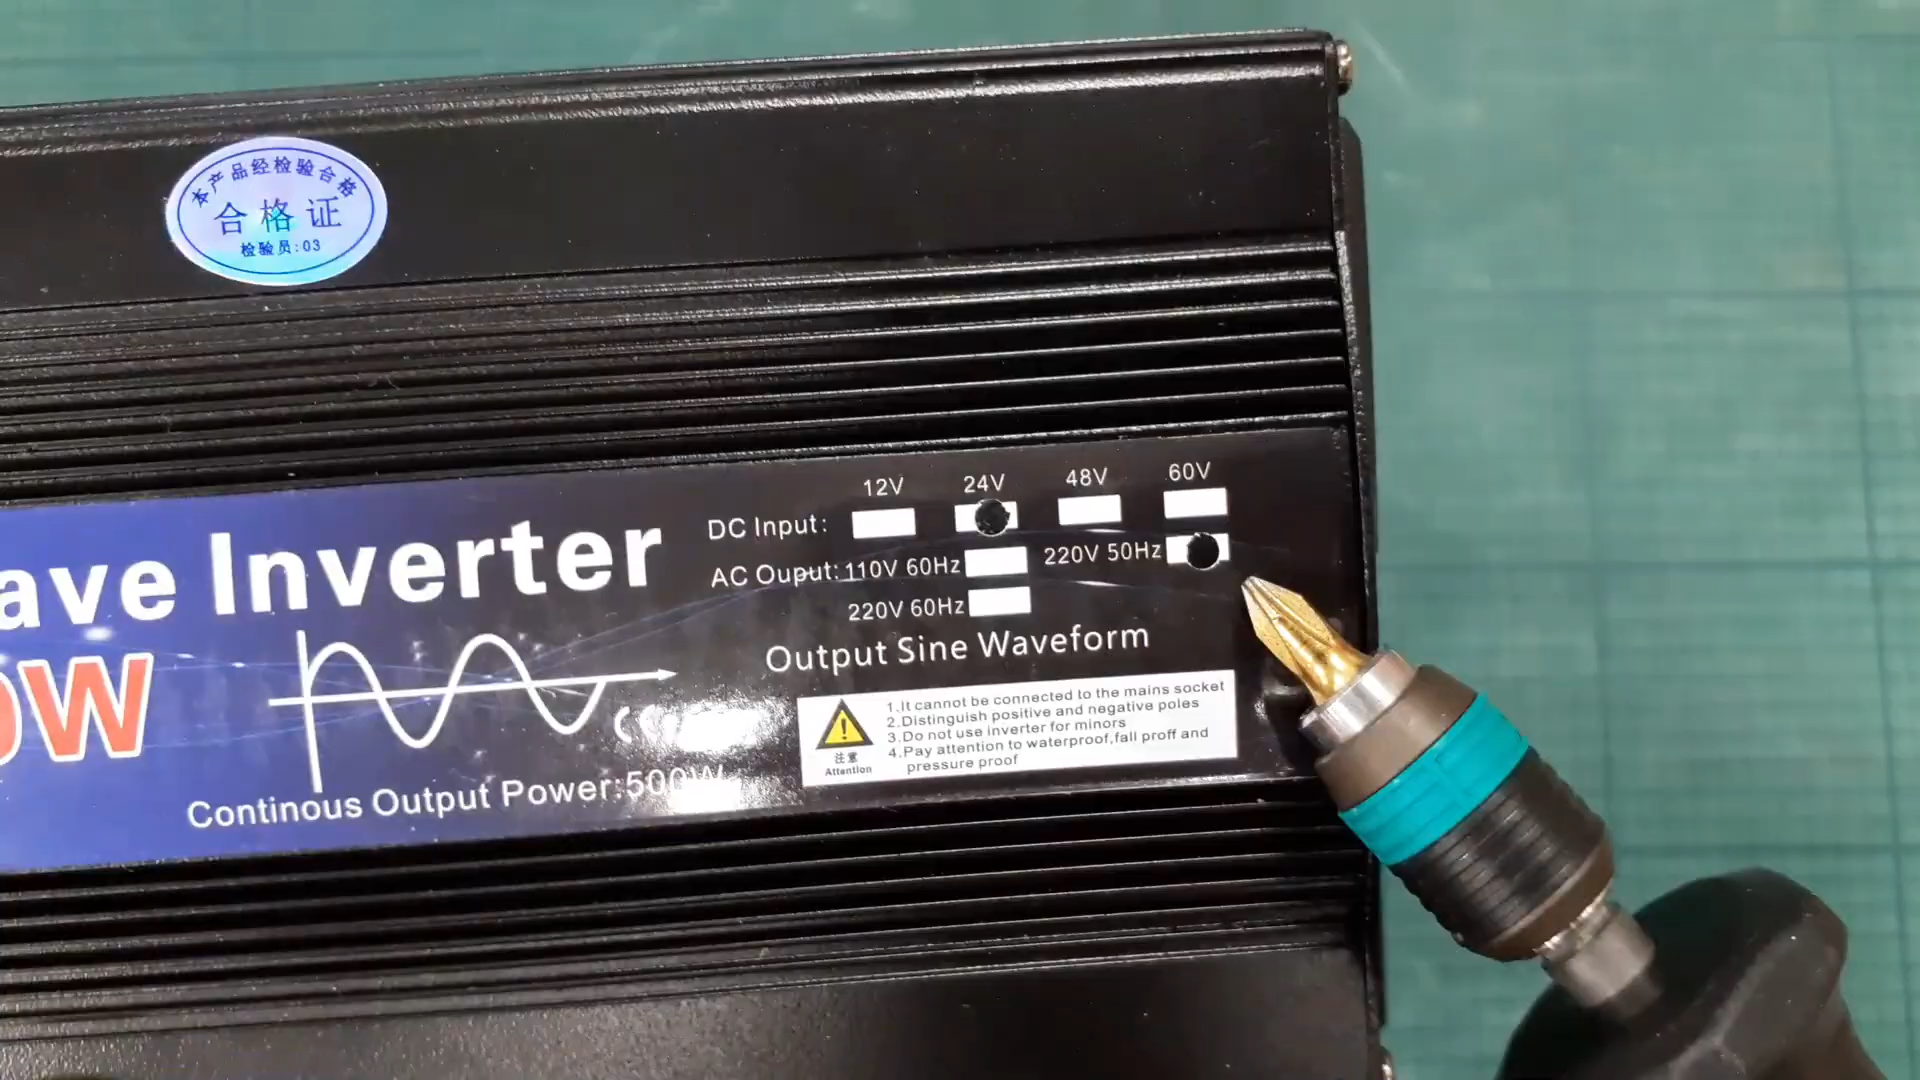 本产品经检验合格
合格证
检验员:03
12V 24V 48V 60V
DC Input:
AC Ouput: 110V 60Hz 220V 50Hz
220V 60Hz
ave Inverter
0W
Output Sine Waveform
1.It cannot be connected to the mains socket
2.Distinguish positive and negative poles
3.Do not use inverter for minors
4.Pay attention to waterproof,fall proff and
pressure proof
注意
Attention
Continous Output Power:500W